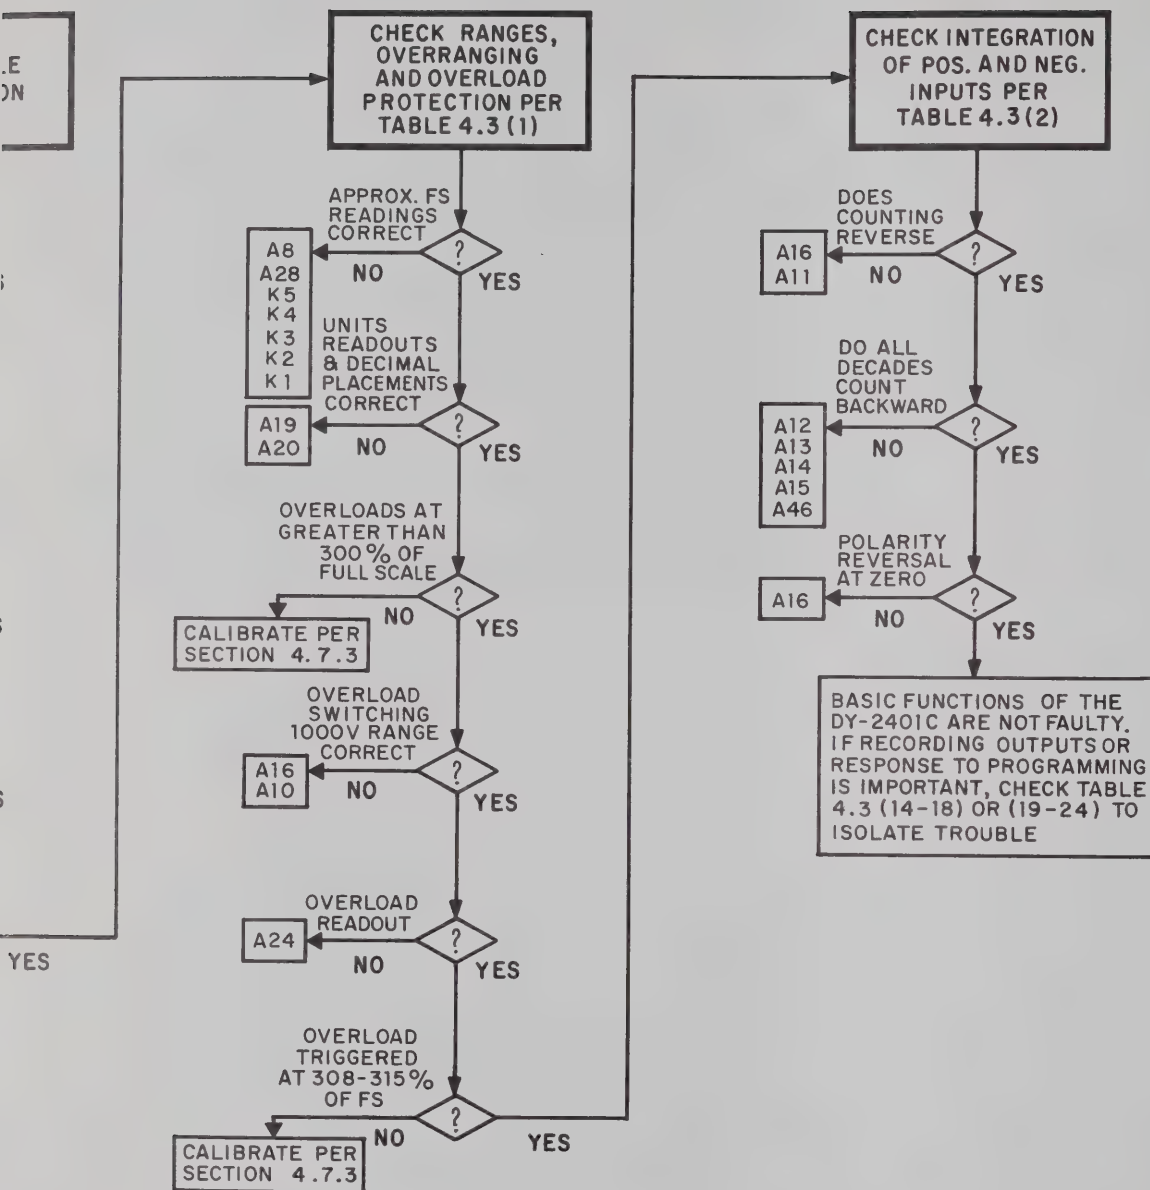 CHECK RANGES,
OVERRANGING
AND OVERLOAD
PROTECTION PER
TABLE 4.3 (1)
APPROX. FS
READINGS
CORRECT
?
NO
YES
A8
A28
K5
K4
K3
K2
K1
UNITS
READOUTS
& DECIMAL
PLACEMENTS
CORRECT
?
NO
YES
A19
A20
OVERLOADS AT
GREATER THAN
300% OF
FULL SCALE
?
NO
YES
CALIBRATE PER
SECTION 4.7.3
OVERLOAD
SWITCHING
1000V RANGE
CORRECT
?
NO
YES
A16
A10
OVERLOAD
READOUT
?
NO
YES
A24
YES
OVERLOAD
TRIGGERED
AT 308-315%
OF FS
?
NO
YES
CALIBRATE PER
SECTION 4.7.3
CHECK INTEGRATION
OF POS. AND NEG.
INPUTS PER
TABLE 4.3(2)
DOES
COUNTING
REVERSE
?
NO
YES
A16
A11
DO ALL
DECADES
COUNT
BACKWARD
?
NO
YES
A12
A13
A14
A15
A46
POLARITY
REVERSAL
AT ZERO
?
NO
YES
A16
BASIC FUNCTIONS OF THE
DY-2401C ARE NOT FAULTY.
IF RECORDING OUTPUTS OR
RESPONSE TO PROGRAMMING
IS IMPORTANT, CHECK TABLE
4.3 (14-18) OR (19-24) TO
ISOLATE TROUBLE